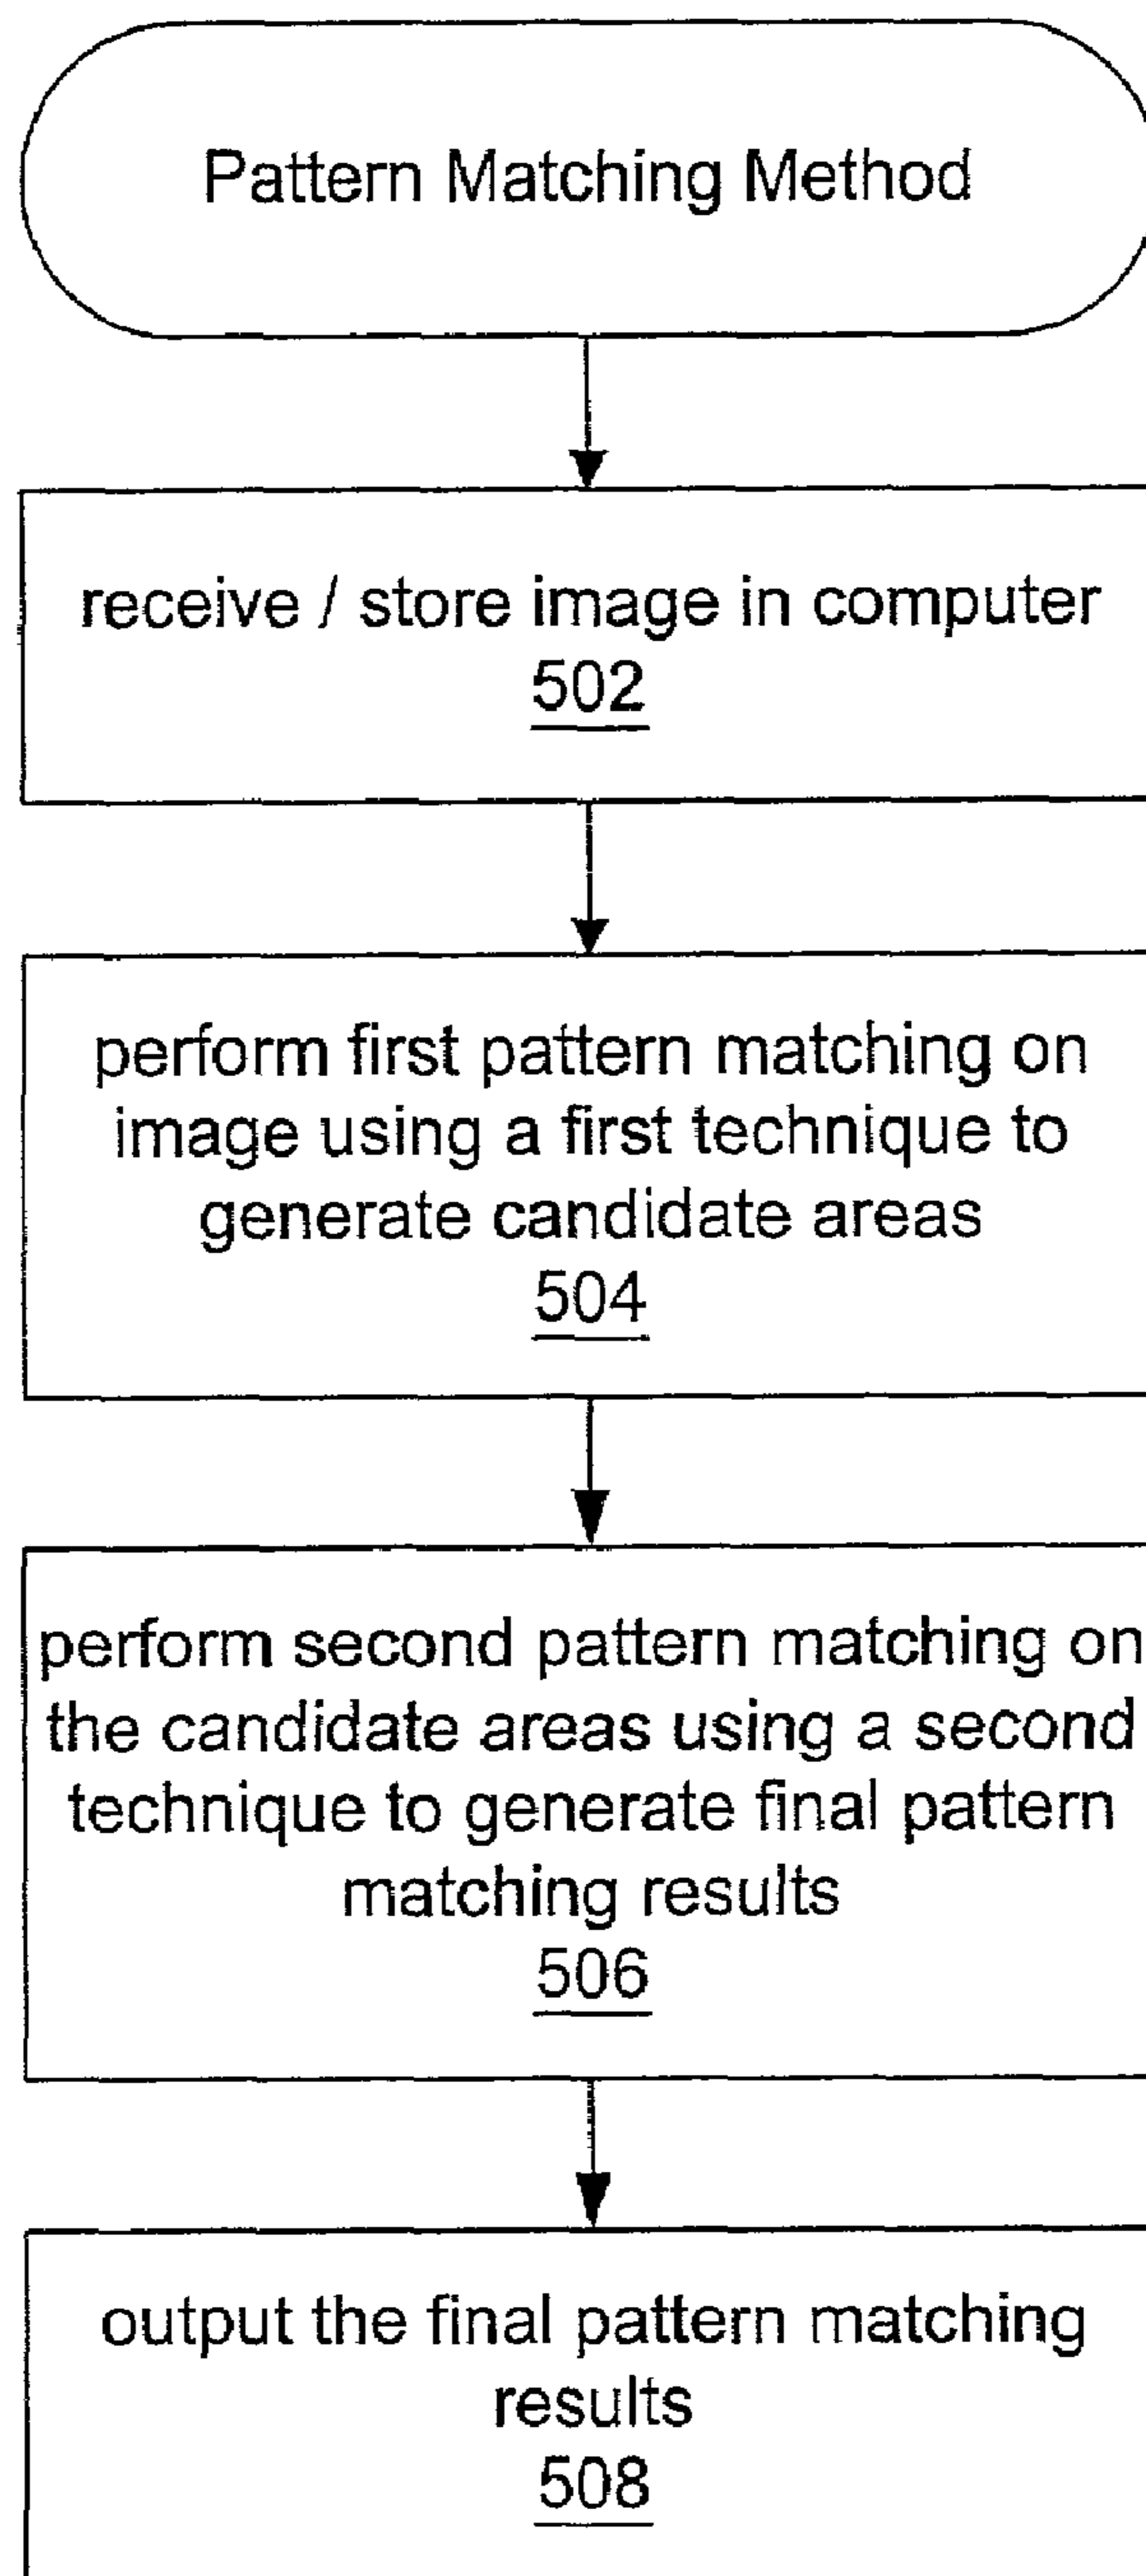 Pattern Matching Method
receive / store image in computer
502
perform first pattern matching on
image using a first technique to
generate candidate areas
504
perform second pattern matching on
the candidate areas using a second
technique to generate final pattern
matching results
506
output the final pattern matching
results
508